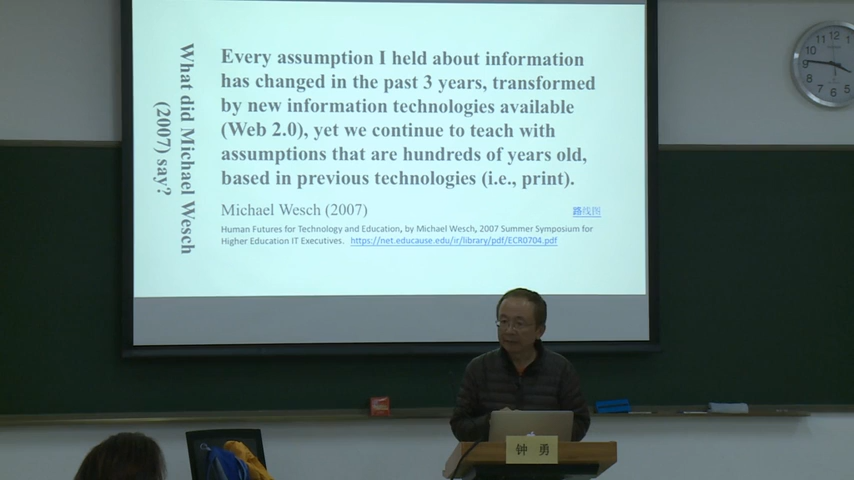 What did Michael Wesch
(2007) say?
Every assumption I held about information
has changed in the past 3 years, transformed
by new information technologies available
(Web 2.0), yet we continue to teach with
assumptions that are hundreds of years old,
based in previous technologies (i.e., print).
Michael Wesch (2007)
路线图
Human Futures for Technology and Education, by Michael Wesch, 2007 Summer Symposium for
Higher Education IT Executives. https://net.educause.edu/ir/library/pdf/ECR0704.pdf
钟 勇